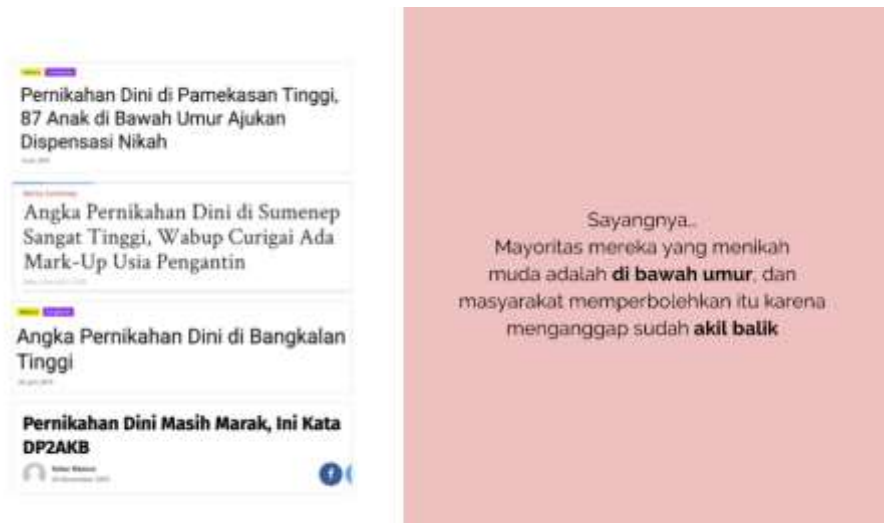 Pernikahan Dini di Pamekasan Tinggi,
87 Anak di Bawah Umur Ajukan
Dispensasi Nikah
Angka Pernikahan Dini di Sumenep
Sangat Tinggi, Wabup Curigai Ada
Mark-Up Usia Pengantin
Angka Pernikahan Dini di Bangkalan
Tinggi
Pernikahan Dini Masih Marak, Ini Kata
DP2AKB
Sayangnya..
Mayoritas mereka yang menikah
muda adalah di bawah umur, dan
masyarakat memperbolehkan itu karena
menganggap sudah akil balik